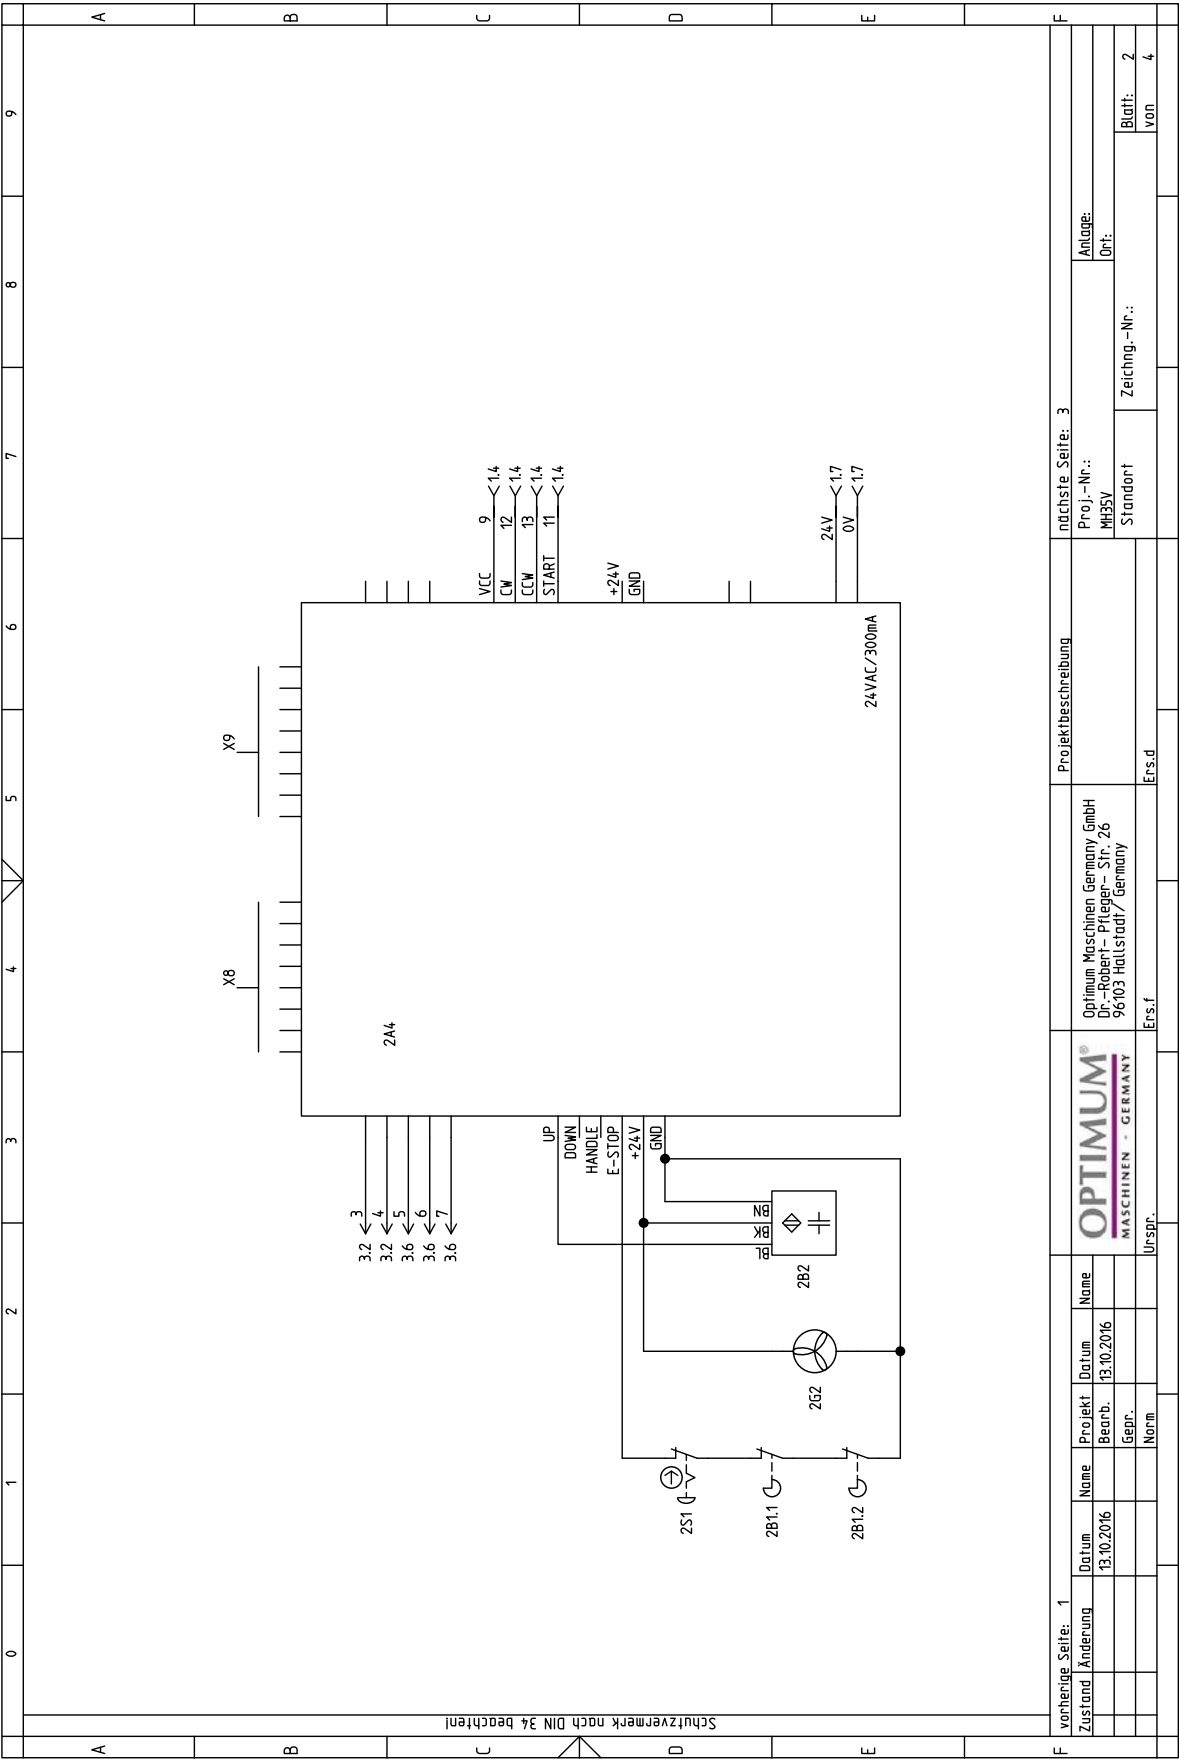 0 1 2 3 4 5 6 7 8 9
A A
B B
C C
D D
E E
F F
Schutzvermerk nach DIN 34 beachten!
X8
X9
2A4
3.2 3
3.2 4
3.6 5
3.6 6
3.6 7
UP
DOWN
HANDLE
E-STOP
+24V
GND
VCC 9 1.4
CW 12 1.4
CCW 13 1.4
START 11 1.4
+24V
GND
24V 1.7
0V 1.7
24VAC/300mA
BL BK BN
2B2
2G2
2S1
2B1.1
2B1.2
vorherige Seite: 1
Projektbeschreibung
nächste Seite: 3
Zustand Änderung Datum Name Projekt Datum Name
13.10.2016 Bearb. 13.10.2016
Gepr.
Norm
Urspr.
Ers.f
Ers.d
OPTIMUM®
MASCHINEN - GERMANY
Optimum Maschinen Germany GmbH
Dr.-Robert- Pfleger- Str. 26
96103 Hallstadt/ Germany
Proj.-Nr.:
MH35V
Anlage:
Ort:
Standort
Zeichng.-Nr.:
Blatt: 2
von 4